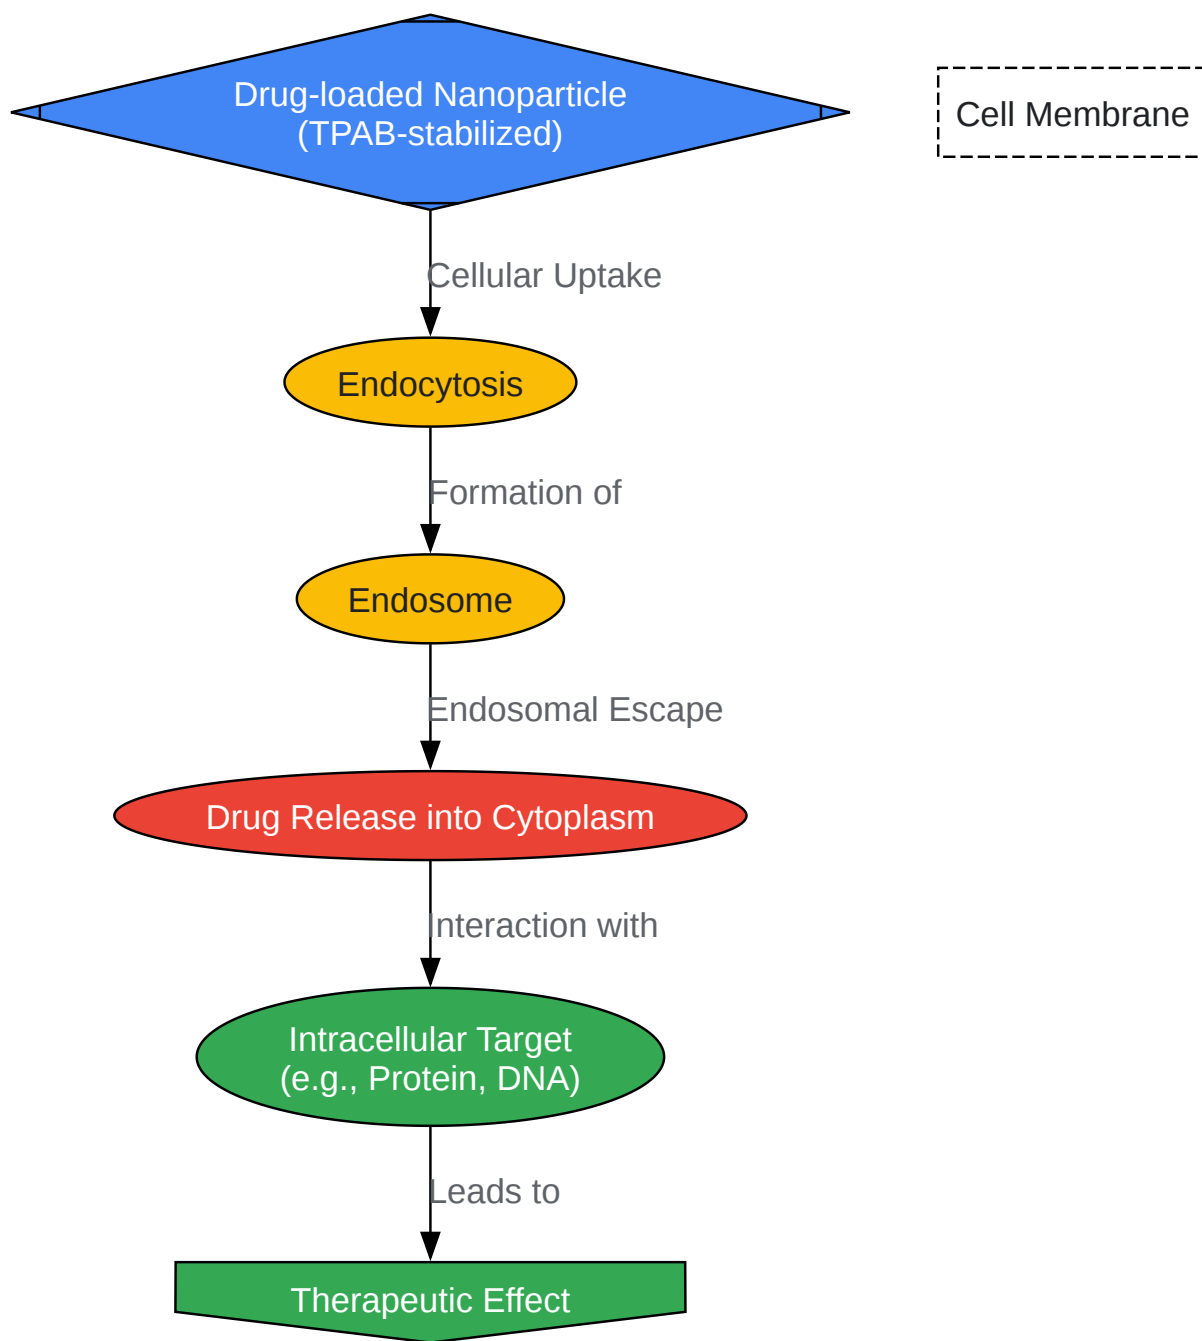 Drug-loaded Nanoparticle
(TPAB-stabilized)
Cell Membrane
Cellular Uptake
Endocytosis
Formation of
Endosome
Endosomal Escape
Drug Release into Cytoplasm
Interaction with
Intracellular Target
(e.g., Protein, DNA)
Leads to
Therapeutic Effect